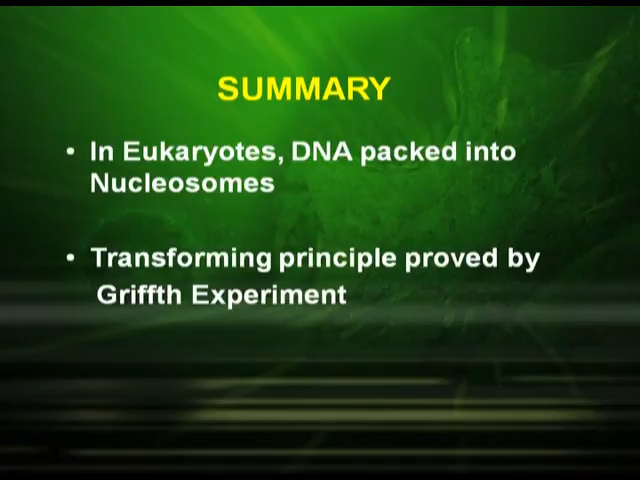 SUMMARY
• In Eukaryotes, DNA packed into
Nucleosomes
• Transforming principle proved by
Griffth Experiment